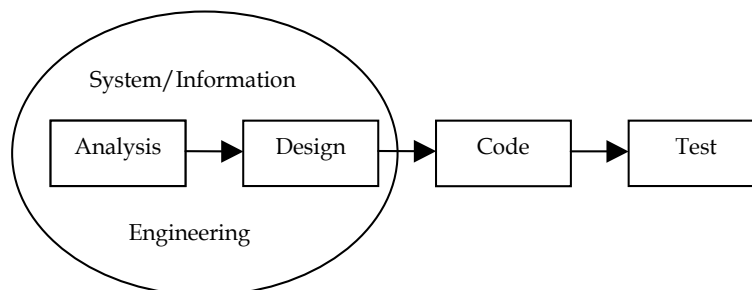 System/Information
Analysis
Design
Code
Test
Engineering